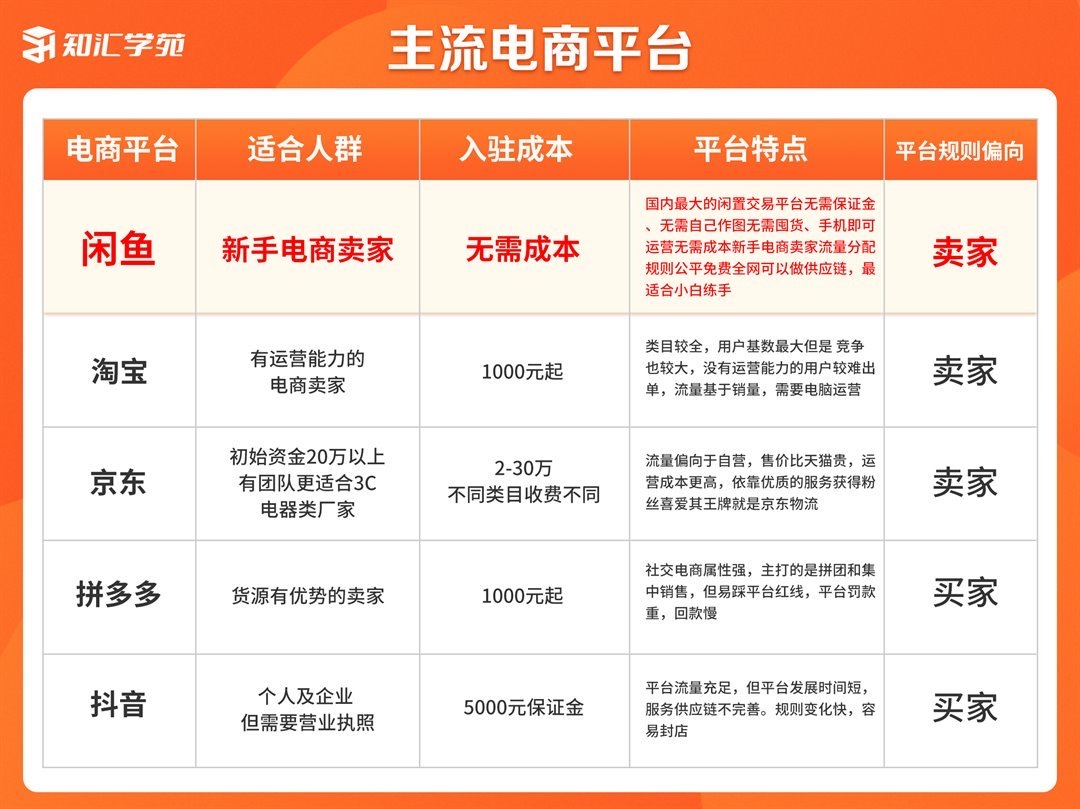 知汇学苑
主流电商平台
电商平台
适合人群
入驻成本
平台特点
平台规则偏向
闲鱼
新手电商卖家
无需成本
国内最大的闲置交易平台无需保证金
、无需自己作图无需囤货、手机即可
运营无需成本新手电商卖家流量分配
规则公平免费全网可以做供应链，最
适合小白练手
卖家
淘宝
有运营能力的
电商卖家
1000元起
类目较全，用户基数最大但是 竞争
也较大，没有运营能力的用户较难出
单，流量基于销量，需要电脑运营
卖家
京东
初始资金20万以上
有团队更适合3C
电器类厂家
2-30万
不同类目收费不同
流量偏向于自营，售价比天猫贵，运
营成本更高，依靠优质的服务获得粉
丝喜爱其王牌就是京东物流
卖家
拼多多
货源有优势的卖家
1000元起
社交电商属性强，主打的是拼团和集
中销售，但易踩平台红线，平台罚款
重，回款慢
买家
抖音
个人及企业
但需要营业执照
5000元保证金
平台流量充足，但平台发展时间短，
服务供应链不完善。规则变化快，容
易封店
买家